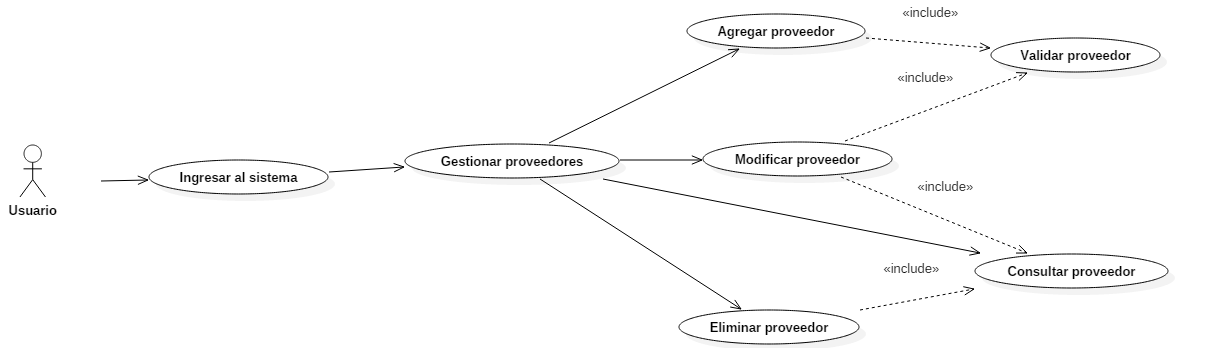 «include»
Agregar proveedor
Validar proveedor
«include»
Gestionar proveedores
Modificar proveedor
Ingresar al sistema
«include»
Usuario
«include»
Consultar proveedor
Eliminar proveedor